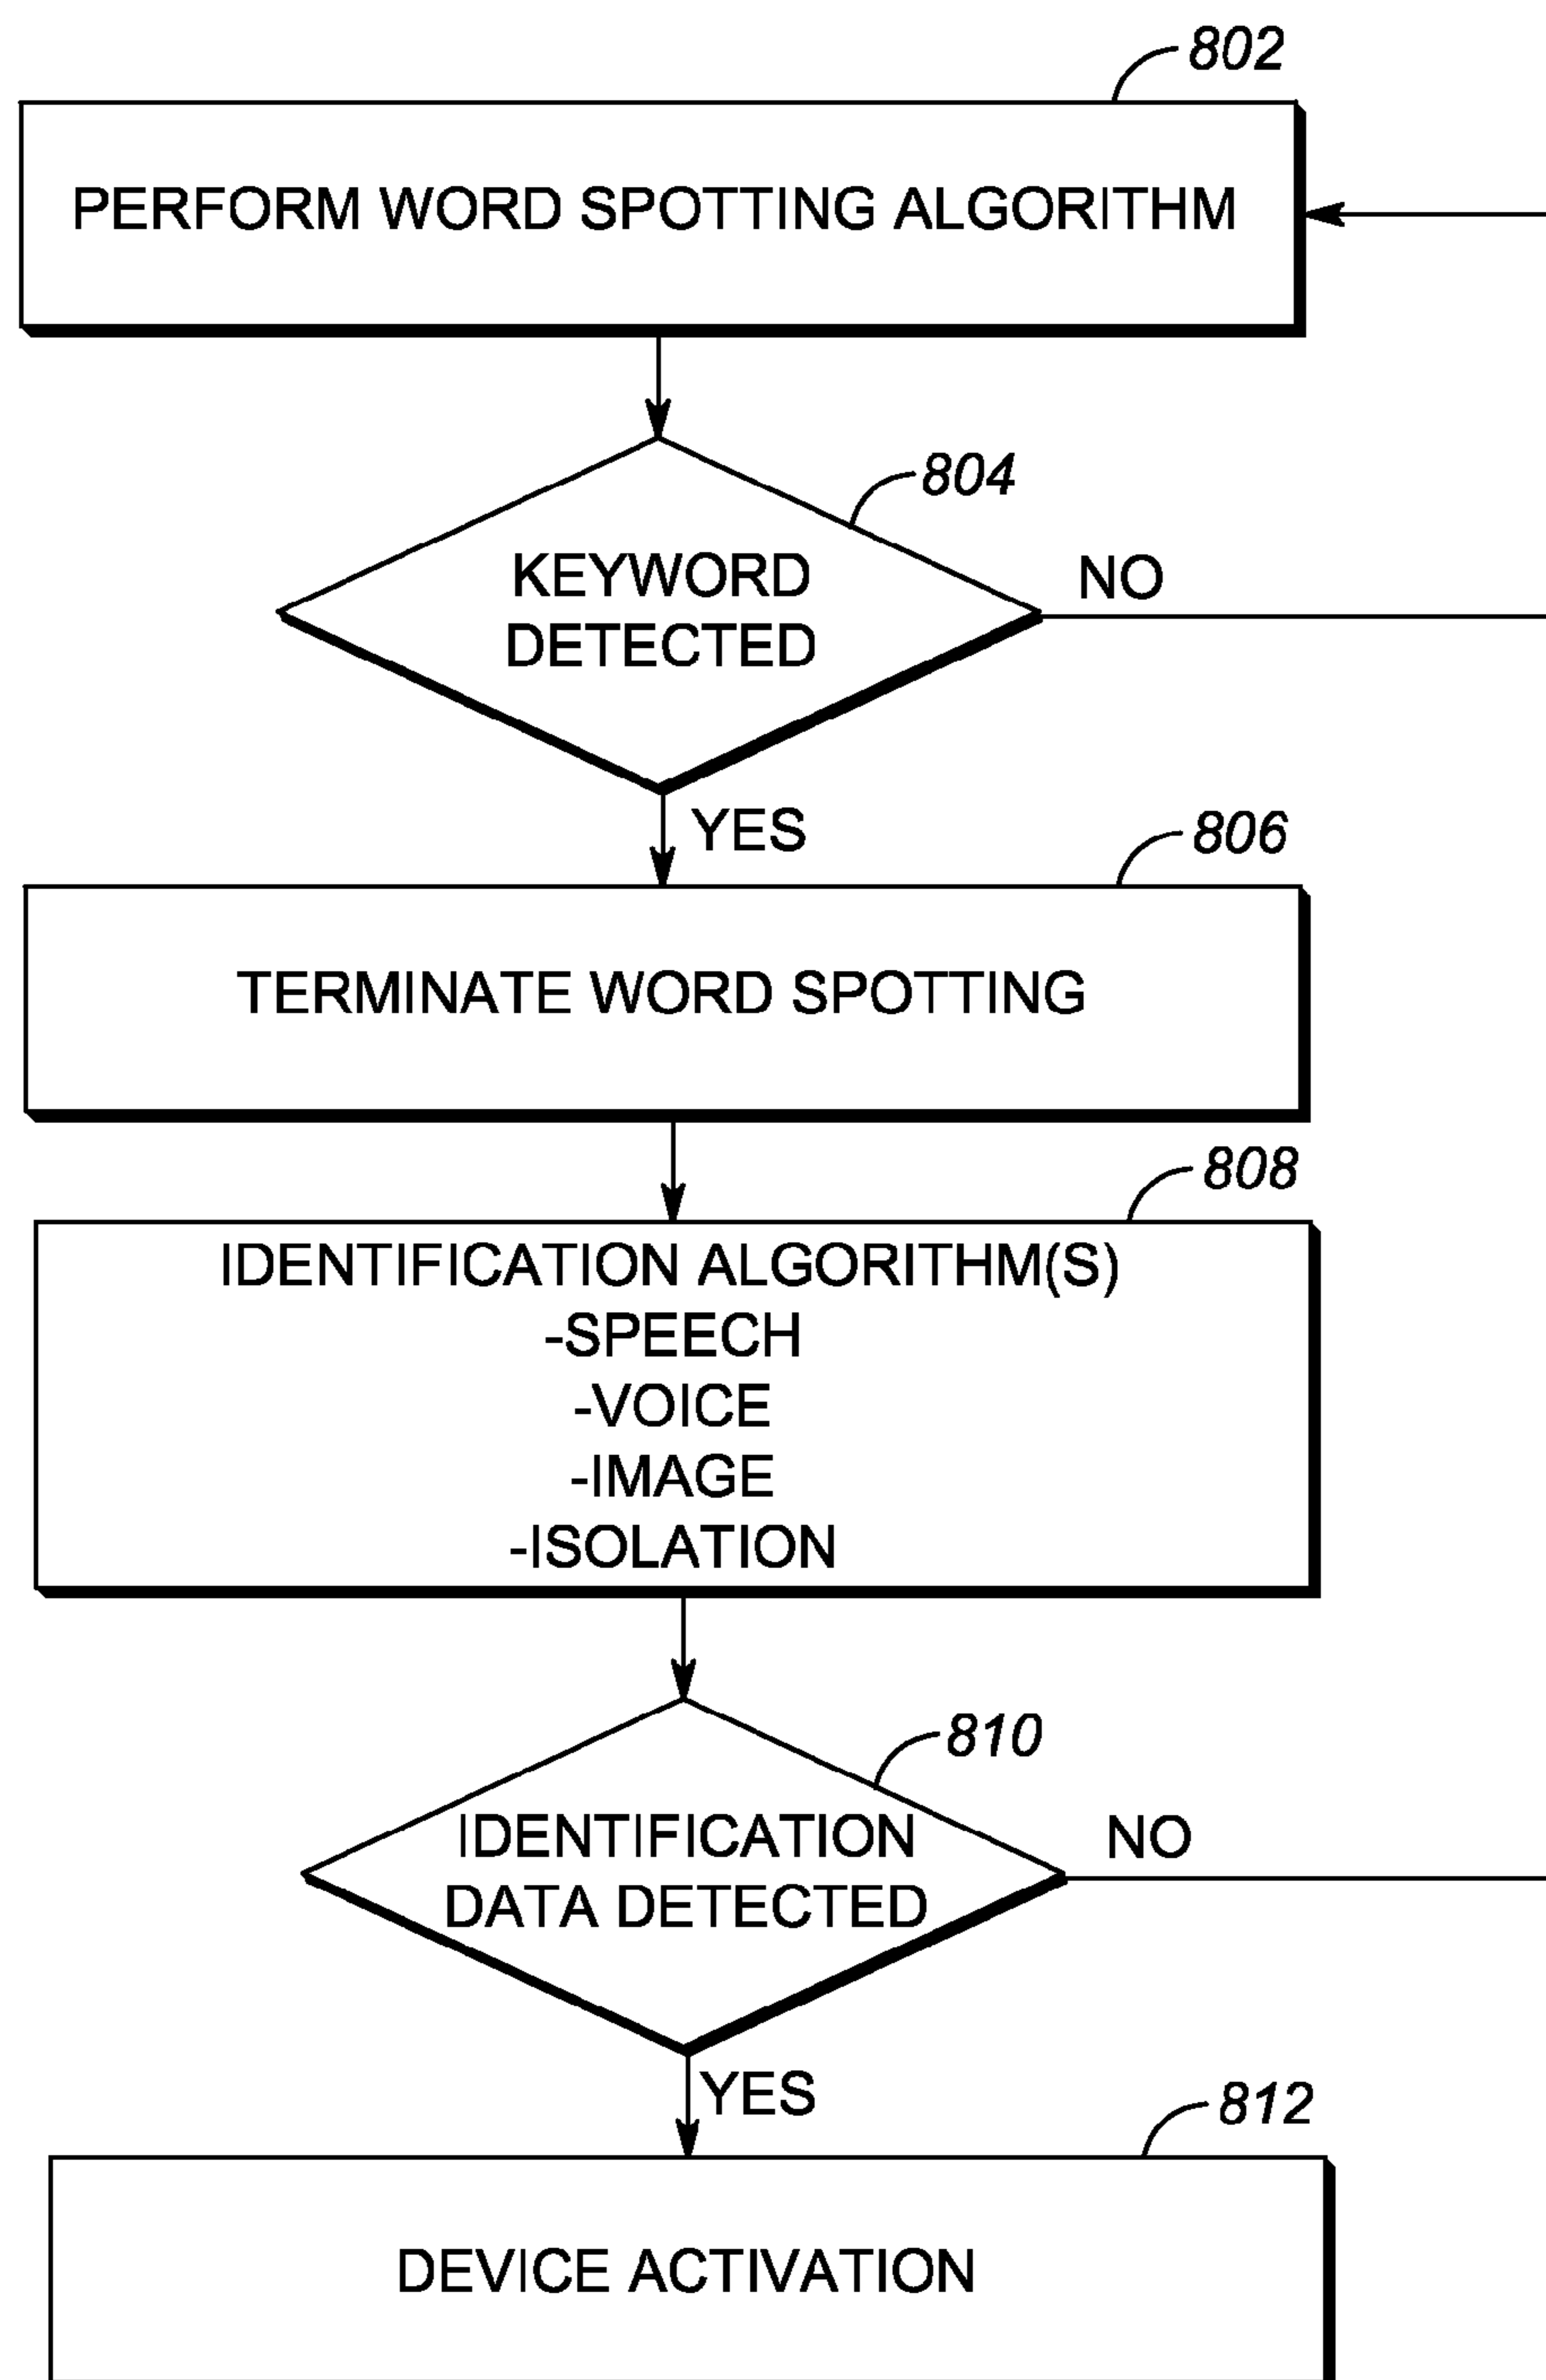 802
PERFORM WORD SPOTTING ALGORITHM
804
KEYWORD
DETECTED
NO
YES
806
TERMINATE WORD SPOTTING
808
IDENTIFICATION ALGORITHM(S)
-SPEECH
-VOICE
-IMAGE
-ISOLATION
810
IDENTIFICATION
DATA DETECTED
NO
YES
812
DEVICE ACTIVATION